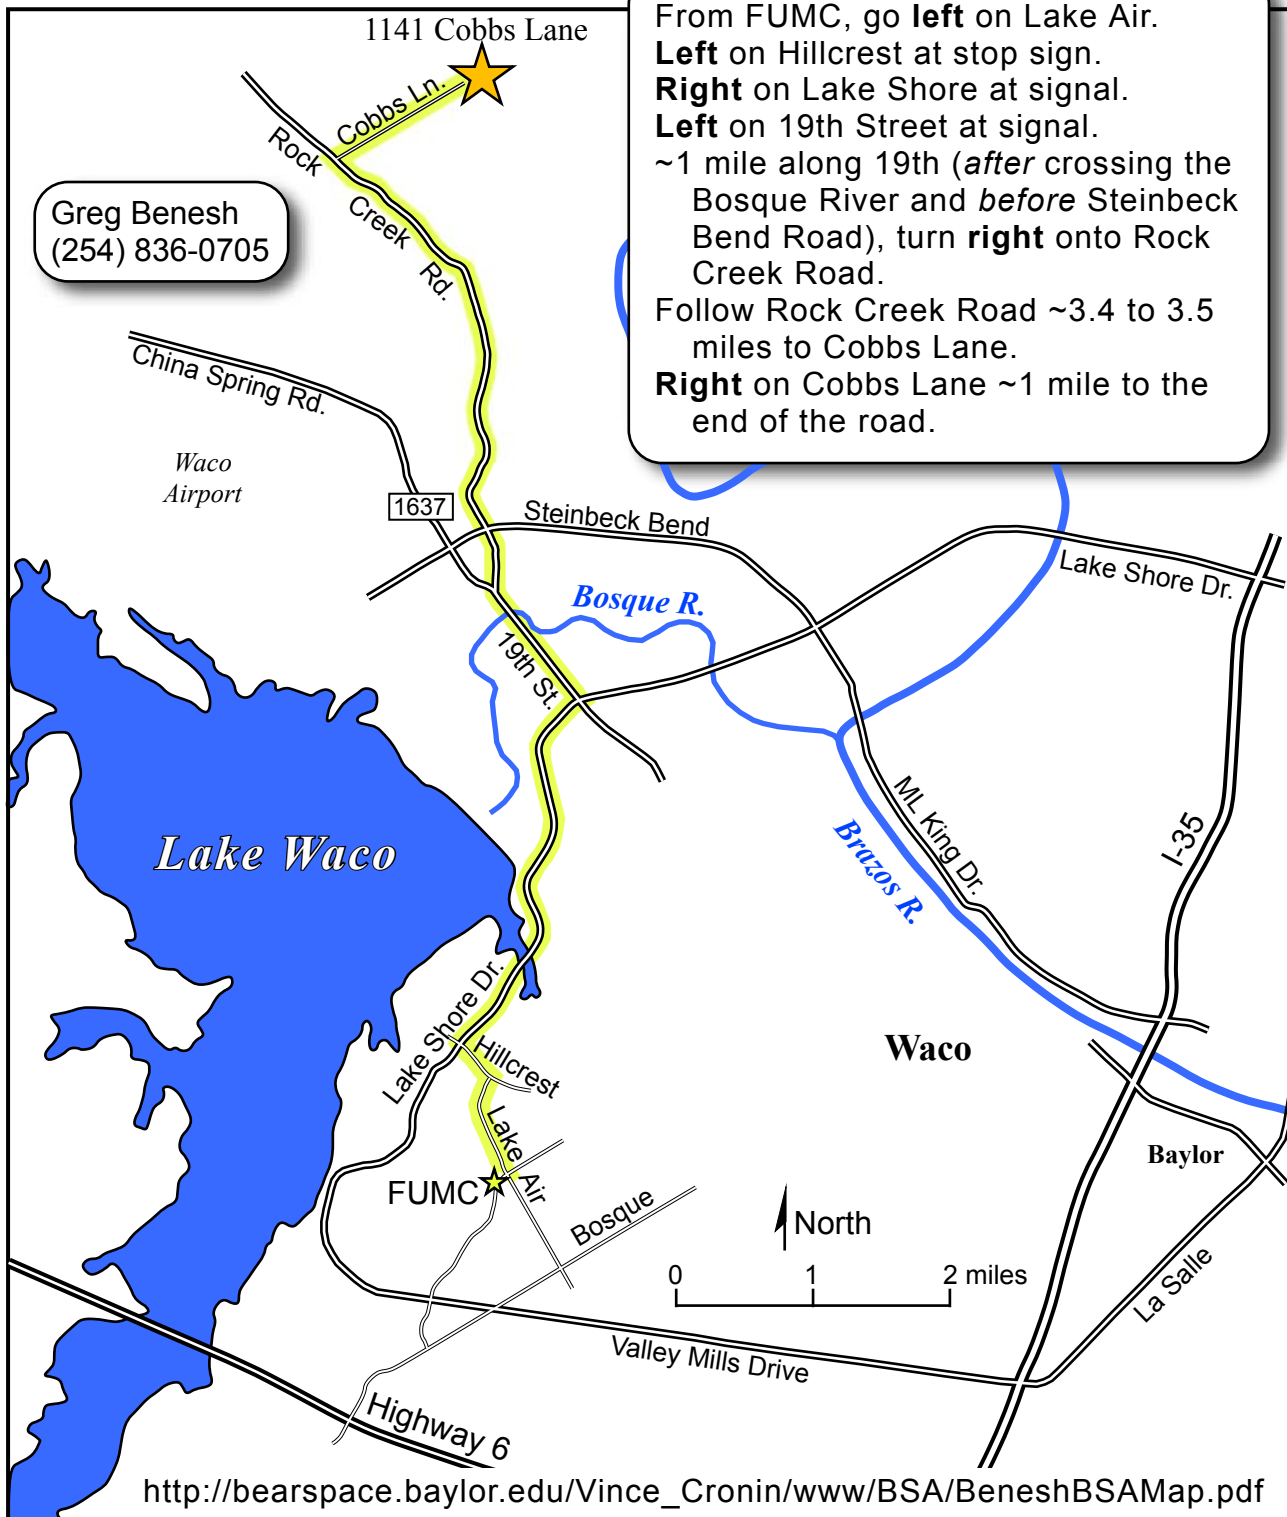 1141 Cobbs Lane
From FUMC, go left on Lake Air.
Left on Hillcrest at stop sign.
Right on Lake Shore at signal.
Left on 19th Street at signal.
~1 mile along 19th (after crossing the
Bosque River and before Steinbeck
Bend Road), turn right onto Rock
Creek Road.
Follow Rock Creek Road ~3.4 to 3.5
miles to Cobbs Lane.
Right on Cobbs Lane ~1 mile to the
end of the road.
Cobbs Ln.
Rock
Creek
Rd.
Greg Benesh
(254) 836-0705
China Spring Rd.
Waco
Airport
1637
Steinbeck Bend
Lake Shore Dr.
Bosque R.
19th St.
Lake Waco
ML King Dr.
Brazos R.
I-35
Lake Shore Dr.
Hillcrest
Waco
Lake
Air
Baylor
FUMC
Bosque
North
0 1 2 miles
La Salle
Valley Mills Drive
Highway 6
http://bearspace.baylor.edu/Vince_Cronin/www/BSA/BeneshBSAMap.pdf